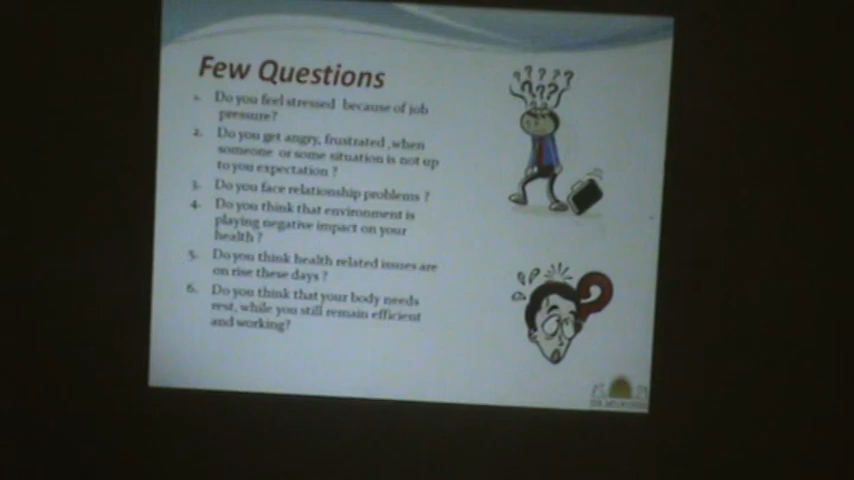 Few Questions
1. Do you feel stressed because of job
pressure?
2. Do you get angry, frustrated ,when
someone or some situation is not up
to you expectation ?
3. Do you face relationship problems ?
4. Do you think that environment is
playing negative impact on your
health ?
5. Do you think health related issues are
on rise these days ?
6. Do you think that your body needs
rest, while you still remain efficient
and working?
? ? ? ? ?
? ? ? ?
?